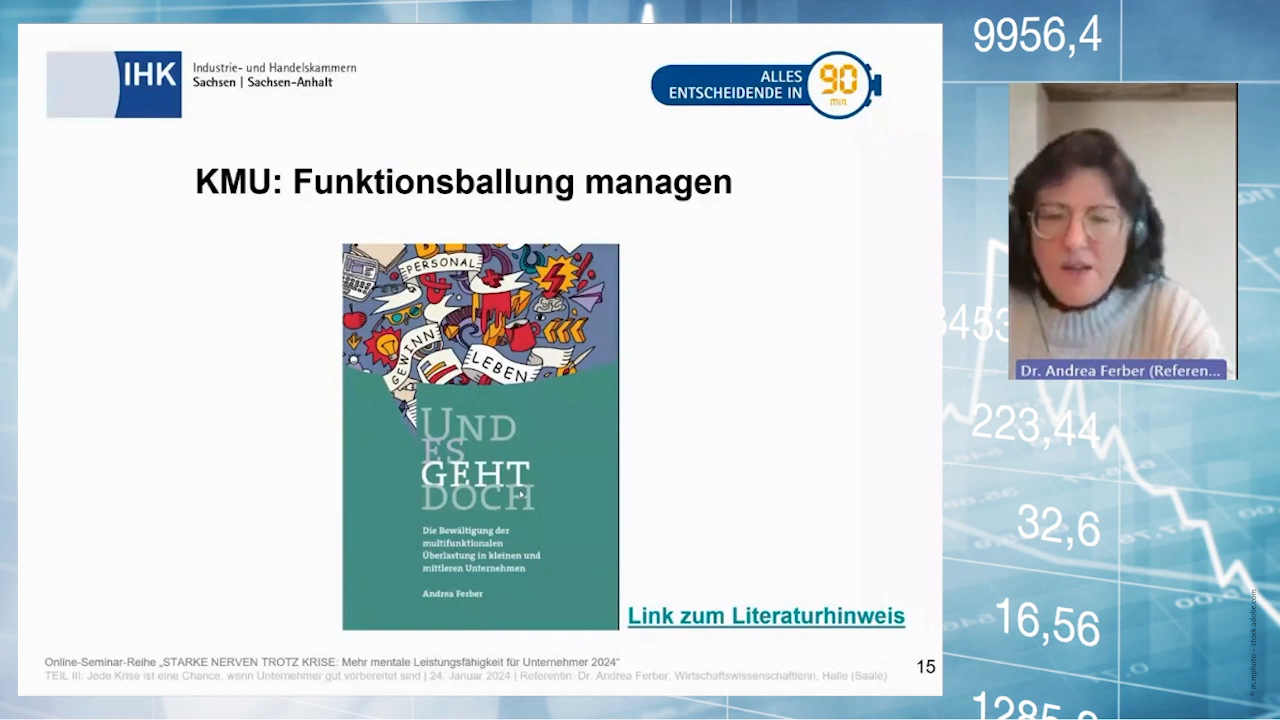 IHK
Industrie- und Handelskammern
Sachsen | Sachsen-Anhalt
ALLES
ENTSCHEIDENDE IN
90
min
KMU: Funktionsballung managen
PERSONAL
GEWINN
LEBEN
UND
ES
GEHT
DOCH
Die Bewältigung der
multifunktionalen
Überlastung in kleinen und
mittleren Unternehmen
Andrea Ferber
Link zum Literaturhinweis
Online-Seminar-Reihe „STARKE NERVEN TROTZ KRISE: Mehr mentale Leistungsfähigkeit für Unternehmer 2024“
TEIL III: Jede Krise ist eine Chance, wenn Unternehmer gut vorbereitet sind | 24. Januar 2024 | Referentin: Dr. Andrea Ferber, Wirtschaftswissenschaftlerin, Halle (Saale)
15
9956,4
Dr. Andrea Ferber (Referen...
223,44
32,6
16,56
© m.mphoto - stock.adobe.com